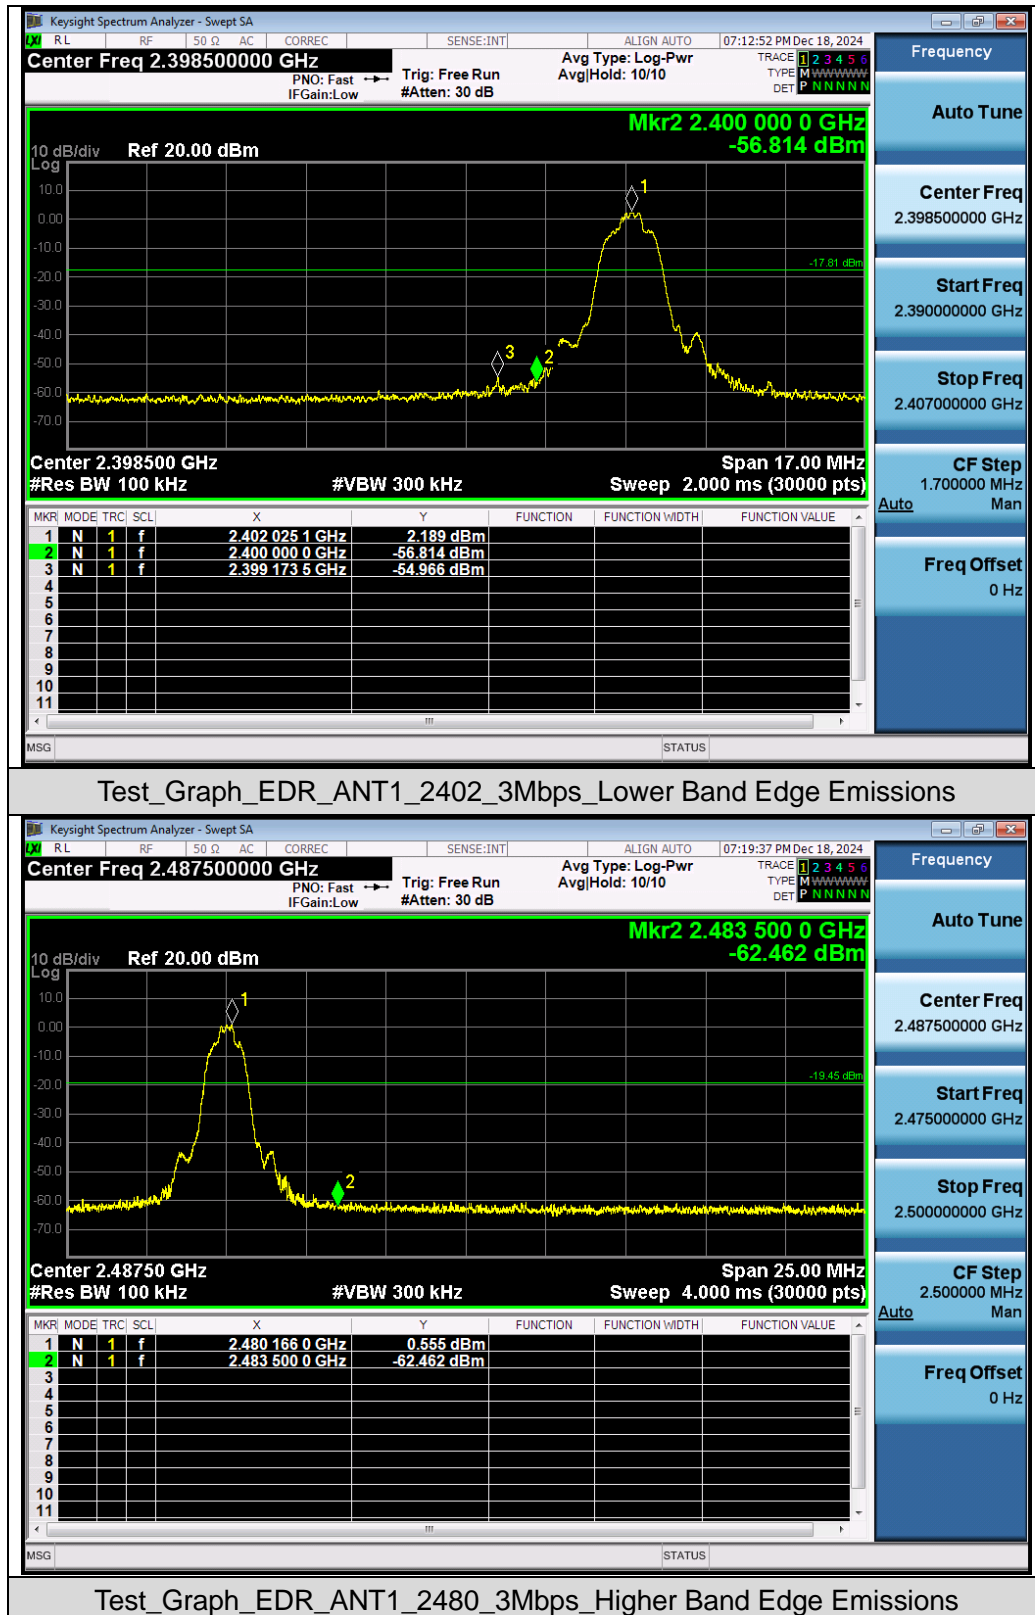 Keysight Spectrum Analyzer - Swept SA
LXI RL RF 50 Ω AC CORREC SENSE:INT ALIGN AUTO 07:12:52 PM Dec 18, 2024
Center Freq 2.398500000 GHz
PNO: Fast
IFGain:Low
Trig: Free Run
#Atten: 30 dB
Avg Type: Log-Pwr
Avg|Hold: 10/10
TRACE 1 2 3 4 5 6
TYPE M WWWWW
DET P N N N N N
Mkr2 2.400 000 0 GHz
-56.814 dBm
10 dB/div Ref 20.00 dBm
Log
10.0
0.00
-10.0
-20.0
-30.0
-40.0
-50.0
-60.0
-70.0
1
-17.81 dBm
3
2
Center 2.398500 GHz Span 17.00 MHz
#Res BW 100 kHz #VBW 300 kHz Sweep 2.000 ms (30000 pts)
MKR MODE TRC SCL X Y FUNCTION FUNCTION WIDTH FUNCTION VALUE
1 N 1 f 2.402 025 1 GHz 2.189 dBm
2 N 1 f 2.400 000 0 GHz -56.814 dBm
3 N 1 f 2.399 173 5 GHz -54.966 dBm
4
5
6
7
8
9
10
11
MSG STATUS
Frequency
Auto Tune
Center Freq
2.398500000 GHz
Start Freq
2.390000000 GHz
Stop Freq
2.407000000 GHz
CF Step
1.700000 MHz
Auto Man
Freq Offset
0 Hz
Test_Graph_EDR_ANT1_2402_3Mbps_Lower Band Edge Emissions
Keysight Spectrum Analyzer - Swept SA
LXI RL RF 50 Ω AC CORREC SENSE:INT ALIGN AUTO 07:19:37 PM Dec 18, 2024
Center Freq 2.487500000 GHz
PNO: Fast
IFGain:Low
Trig: Free Run
#Atten: 30 dB
Avg Type: Log-Pwr
Avg|Hold: 10/10
TRACE 1 2 3 4 5 6
TYPE M WWWWW
DET P N N N N N
Mkr2 2.483 500 0 GHz
-62.462 dBm
10 dB/div Ref 20.00 dBm
Log
10.0
0.00
-10.0
-20.0
-30.0
-40.0
-50.0
-60.0
-70.0
1
-19.45 dBm
2
Center 2.48750 GHz Span 25.00 MHz
#Res BW 100 kHz #VBW 300 kHz Sweep 4.000 ms (30000 pts)
MKR MODE TRC SCL X Y FUNCTION FUNCTION WIDTH FUNCTION VALUE
1 N 1 f 2.480 166 0 GHz 0.555 dBm
2 N 1 f 2.483 500 0 GHz -62.462 dBm
3
4
5
6
7
8
9
10
11
MSG STATUS
Frequency
Auto Tune
Center Freq
2.487500000 GHz
Start Freq
2.475000000 GHz
Stop Freq
2.500000000 GHz
CF Step
2.500000 MHz
Auto Man
Freq Offset
0 Hz
Test_Graph_EDR_ANT1_2480_3Mbps_Higher Band Edge Emissions